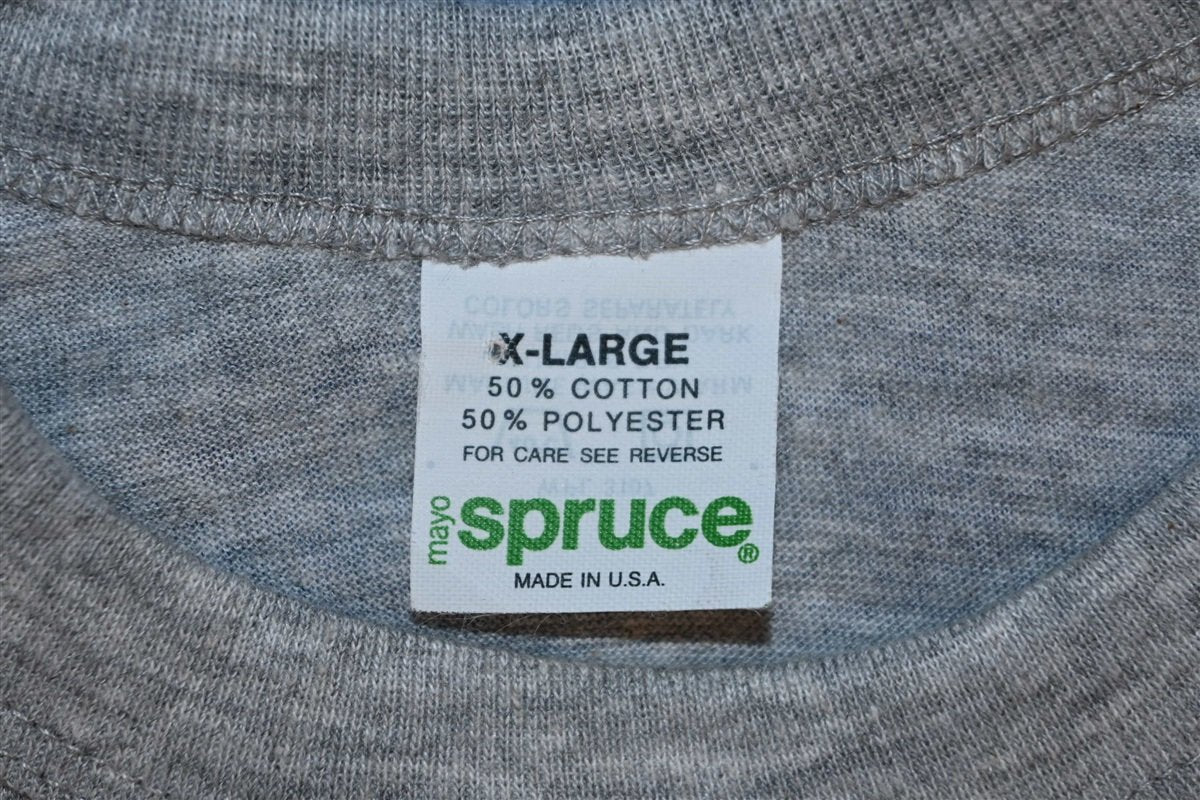 X-LARGE
50% COTTON
50% POLYESTER
FOR CARE SEE REVERSE
mayo spruce®
MADE IN U.S.A.